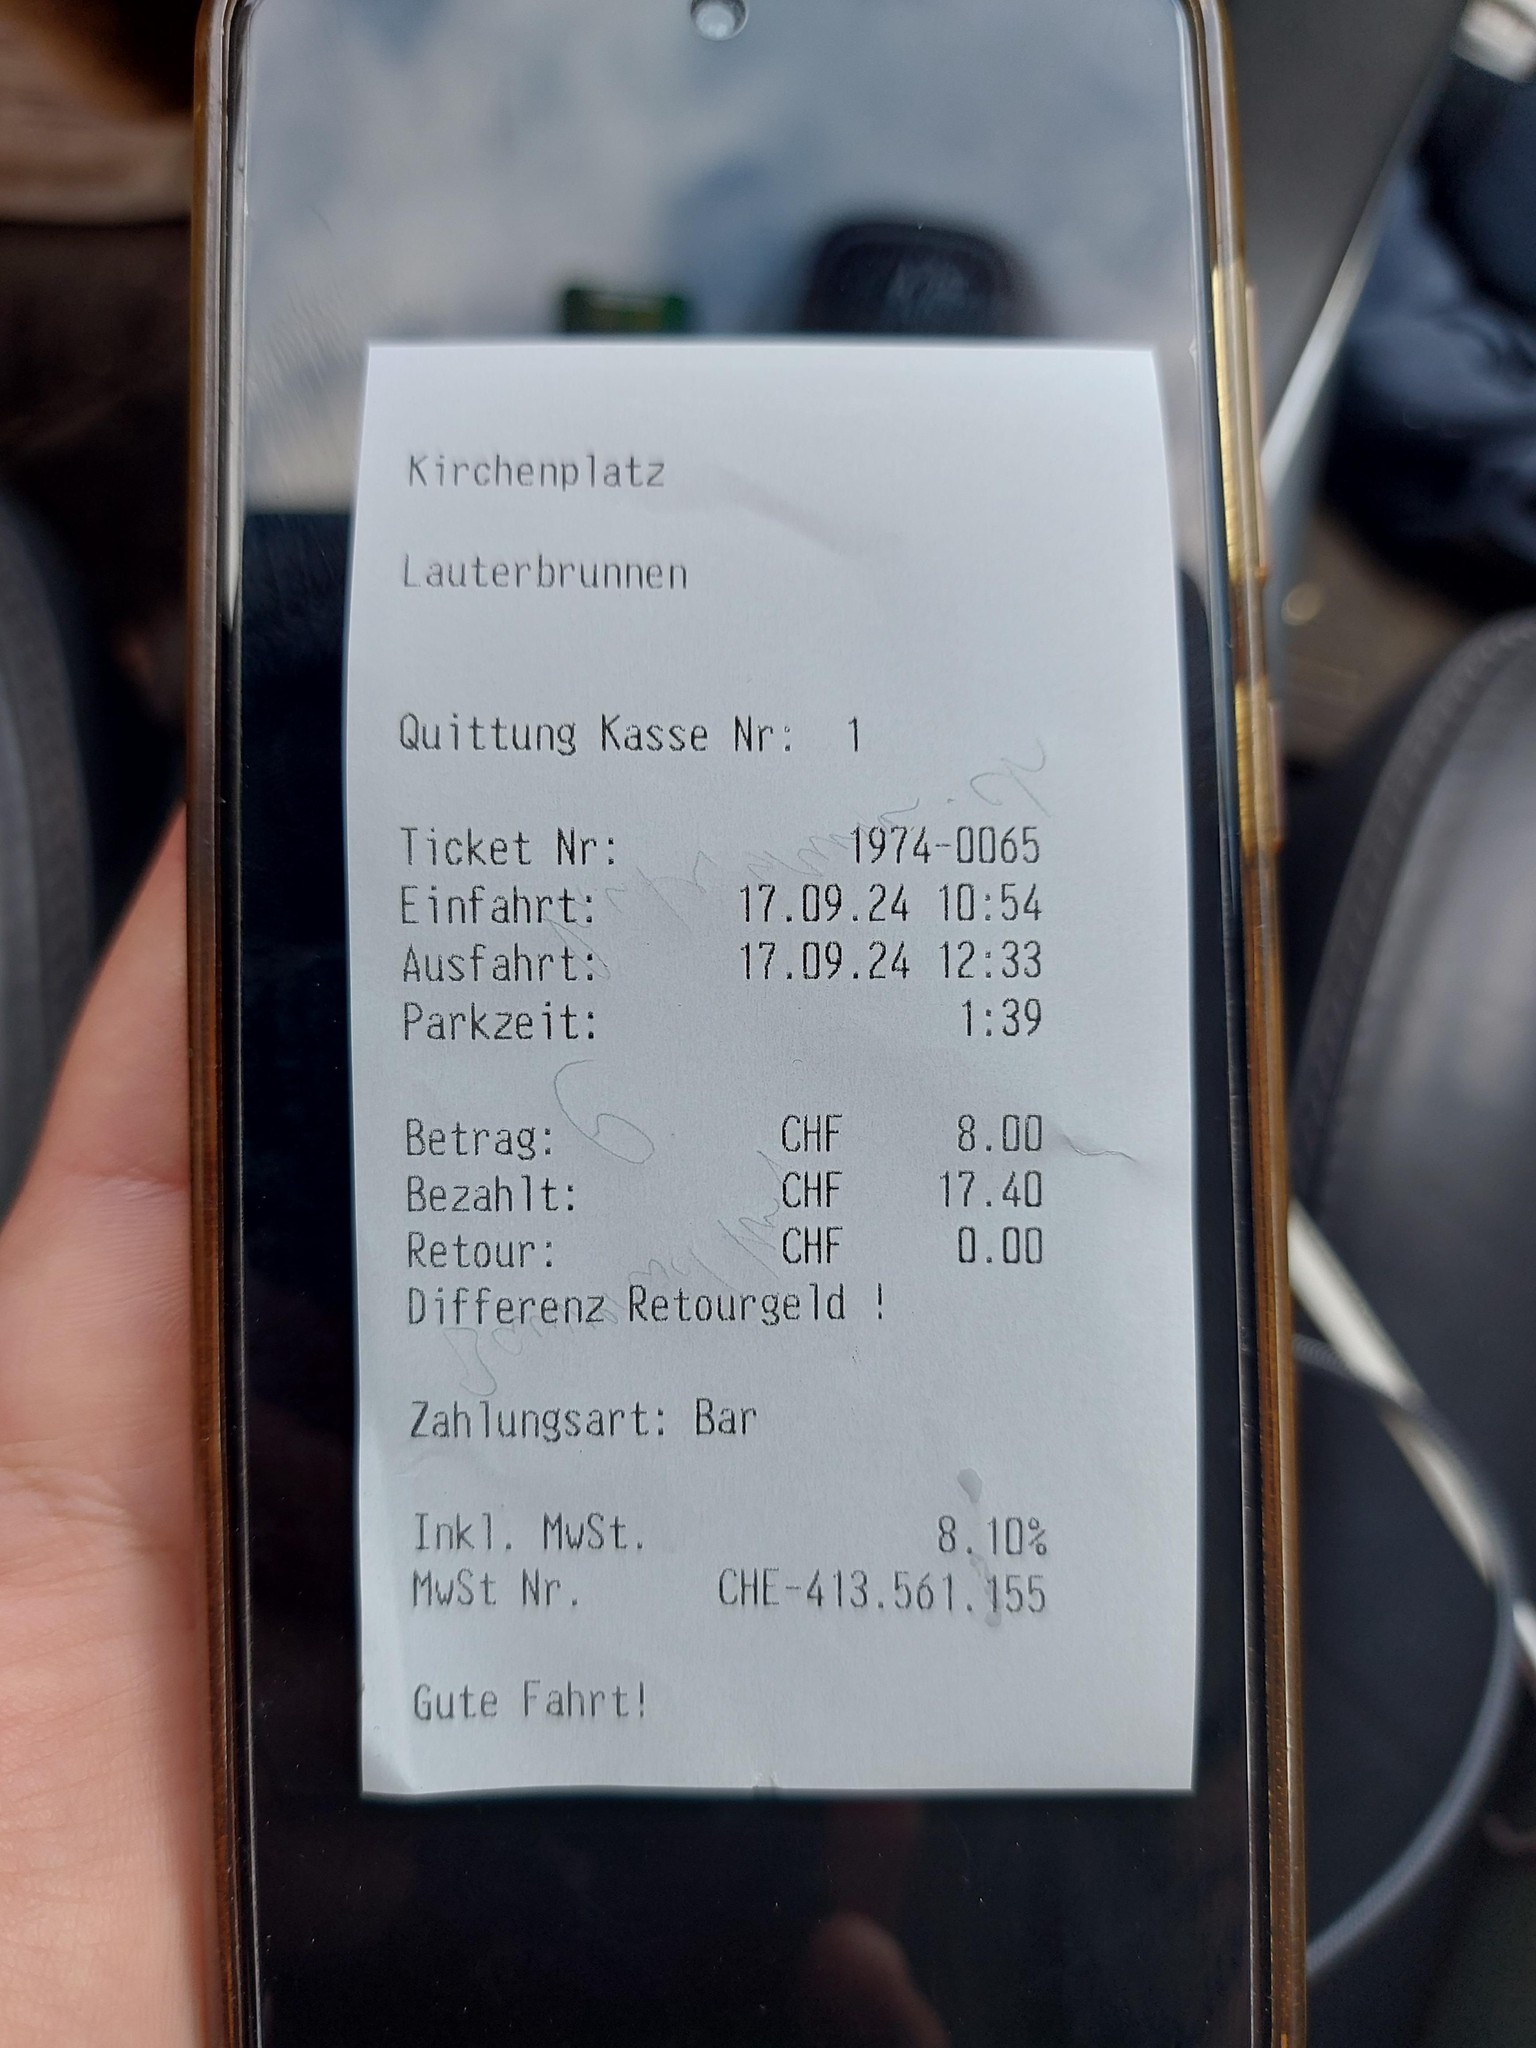 Kirchenplatz
Lauterbrunnen
Quittung Kasse Nr: 1
Ticket Nr: 1974-0065
Einfahrt: 17.09.24 10:54
Ausfahrt: 17.09.24 12:33
Parkzeit: 1:39
Betrag: CHF 8.00
Bezahlt: CHF 17.40
Retour: CHF 0.00
Differenz Retourgeld !
Zahlungsart: Bar
Inkl. MwSt. 8.10%
MwSt Nr. CHE-413.561.155
Gute Fahrt!